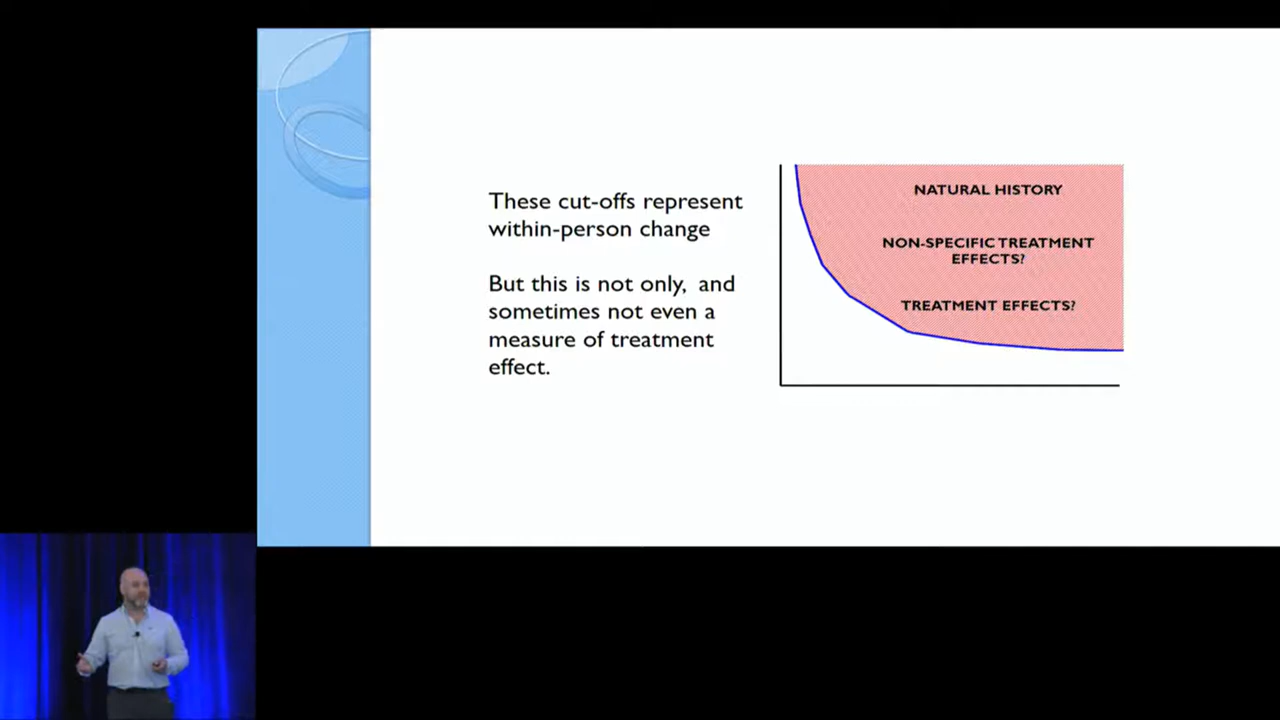 These cut-offs represent
within-person change
But this is not only, and
sometimes not even a
measure of treatment
effect.
NATURAL HISTORY
NON-SPECIFIC TREATMENT
EFFECTS?
TREATMENT EFFECTS?